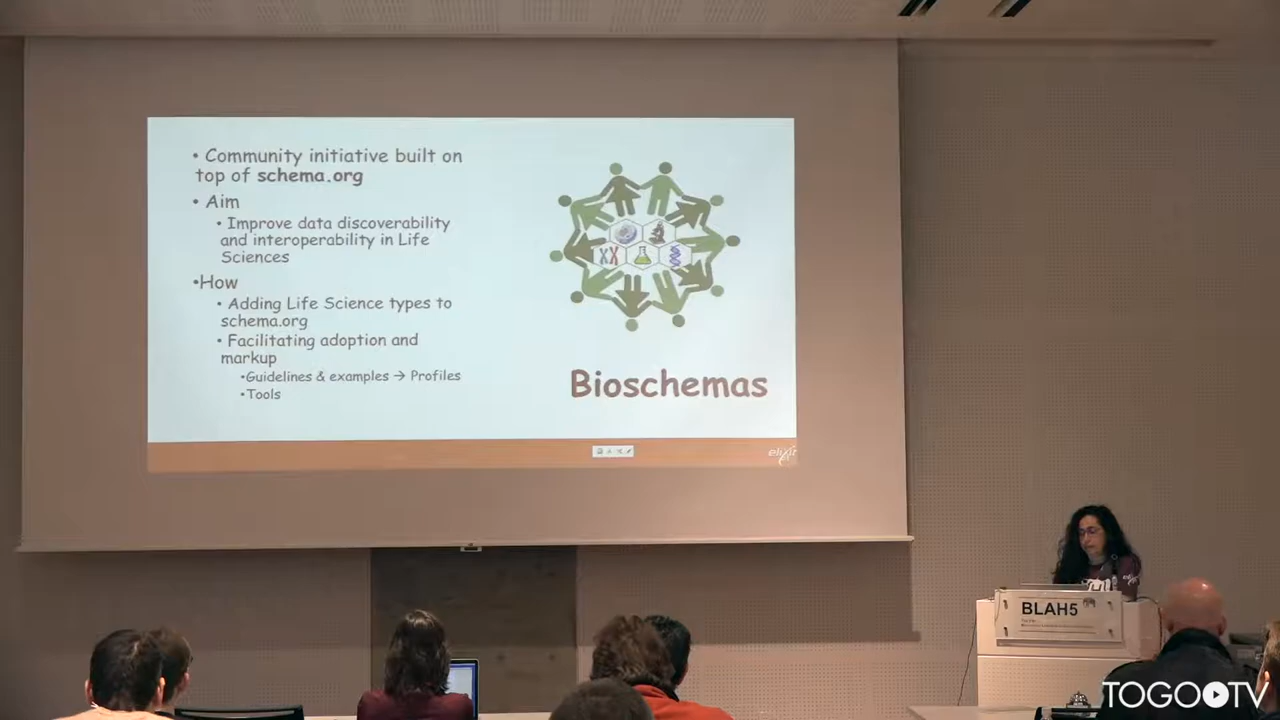 • Community initiative built on
top of schema.org
• Aim
• Improve data discoverability
and interoperability in Life
Sciences
•How
• Adding Life Science types to
schema.org
• Facilitating adoption and
markup
•Guidelines & examples → Profiles
•Tools
Bioschemas
elixir
BLAH5
TOGOTV